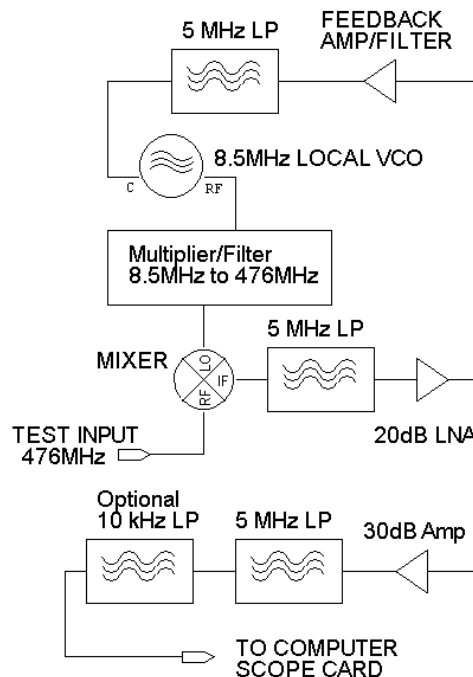 FEEDBACK
AMP/FILTER
5 MHz LP
8.5MHz LOCAL VCO
C
RF
Multiplier/Filter
8.5MHz to 476MHz
5 MHz LP
MIXER
LO
IF
RF
TEST INPUT
476MHz
20dB LNA
Optional
10 kHz LP
5 MHz LP
30dB Amp
TO COMPUTER
SCOPE CARD